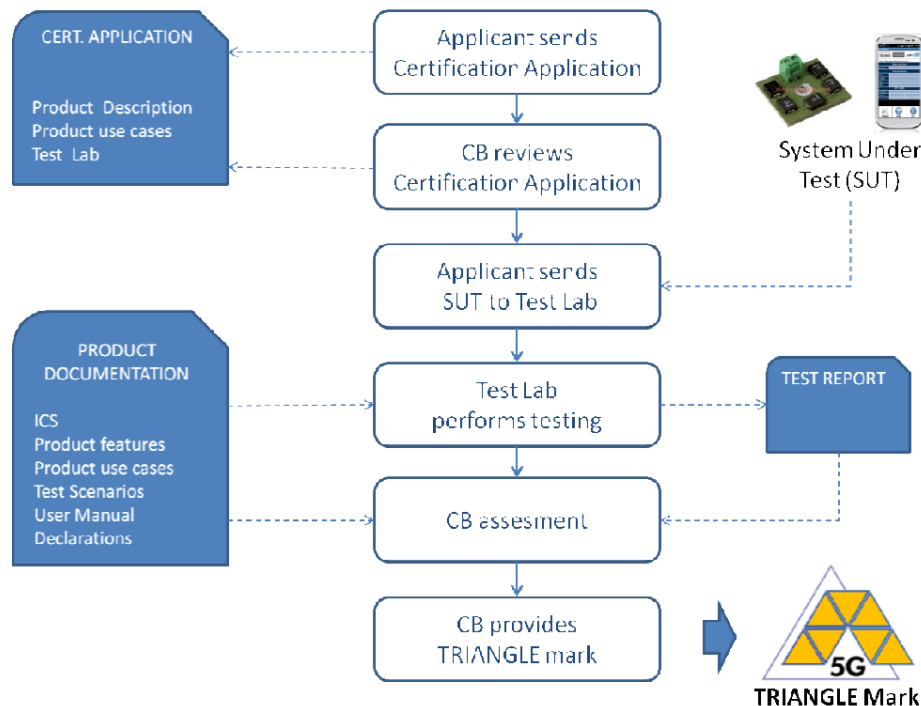 CERT. APPLICATION
Product Description
Product use cases
Test Lab
Applicant sends
Certification Application
CB reviews
Certification Application
System Under
Test (SUT)
Applicant sends
SUT to Test Lab
PRODUCT
DOCUMENTATION
ICS
Product features
Product use cases
Test Scenarios
User Manual
Declarations
Test Lab
performs testing
TEST REPORT
CB assesment
CB provides
TRIANGLE mark
5G
TRIANGLE Mark